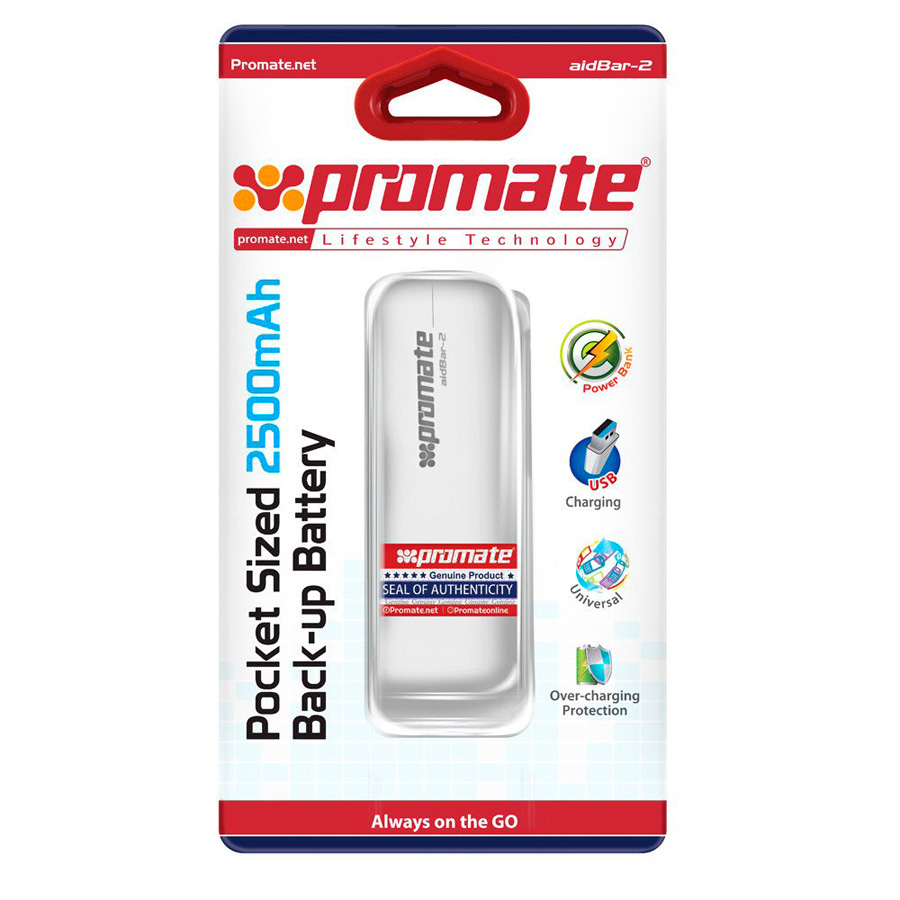 Promate.net
aidBar-2
promate®
promate.net
Lifestyle Technology
Pocket Sized 2500mAh
Back-up Battery
promate
aidBar-2
promate
Genuine Product
SEAL OF AUTHENTICITY
Promate.net | Promateonline
Power Bank
USB
Charging
Universal
Over-charging
Protection
Always on the GO